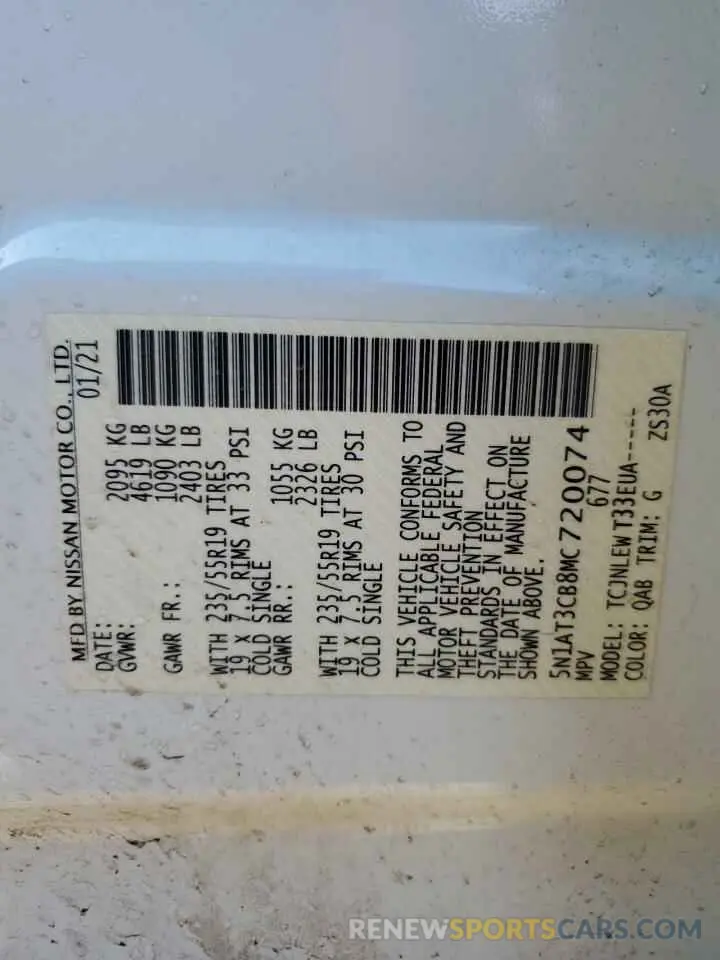 MFD BY NISSAN MOTOR CO., LTD.
DATE: 01/21
GVWR: 2095 KG
4619 LB
GAWR FR.: 1090 KG
2403 LB
WITH 235/55R19 TIRES
19 X 7.5 RIMS AT 33 PSI
COLD SINGLE
GAWR RR.: 1055 KG
2326 LB
WITH 235/55R19 TIRES
19 X 7.5 RIMS AT 30 PSI
COLD SINGLE
THIS VEHICLE CONFORMS TO
ALL APPLICABLE FEDERAL
MOTOR VEHICLE SAFETY AND
THEFT PREVENTION
STANDARDS IN EFFECT ON
THE DATE OF MANUFACTURE
SHOWN ABOVE.
5N1AT3CB8MC720074
MPV 677
MODEL: TCJNLEWT33EUA-----
COLOR: QAB TRIM: G ZS30A
RENEWSPORTSCARS.COM